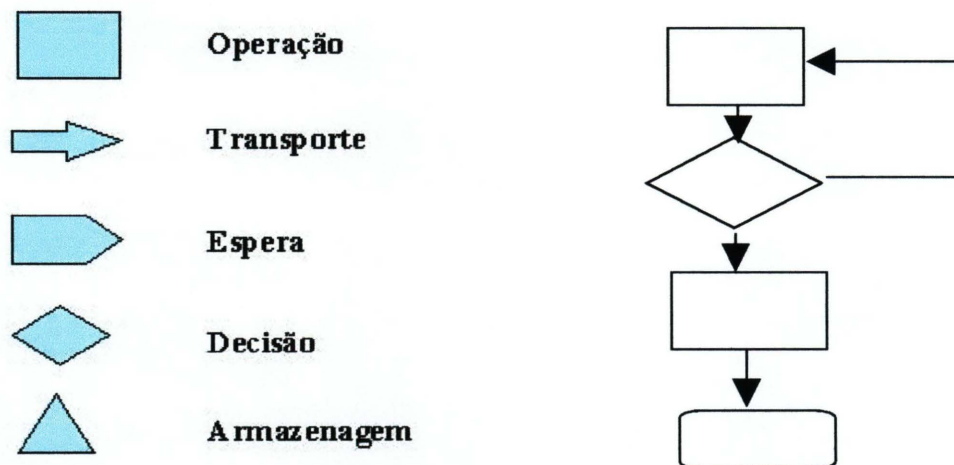 Operação
Transporte
Espera
Decisão
Armazenagem